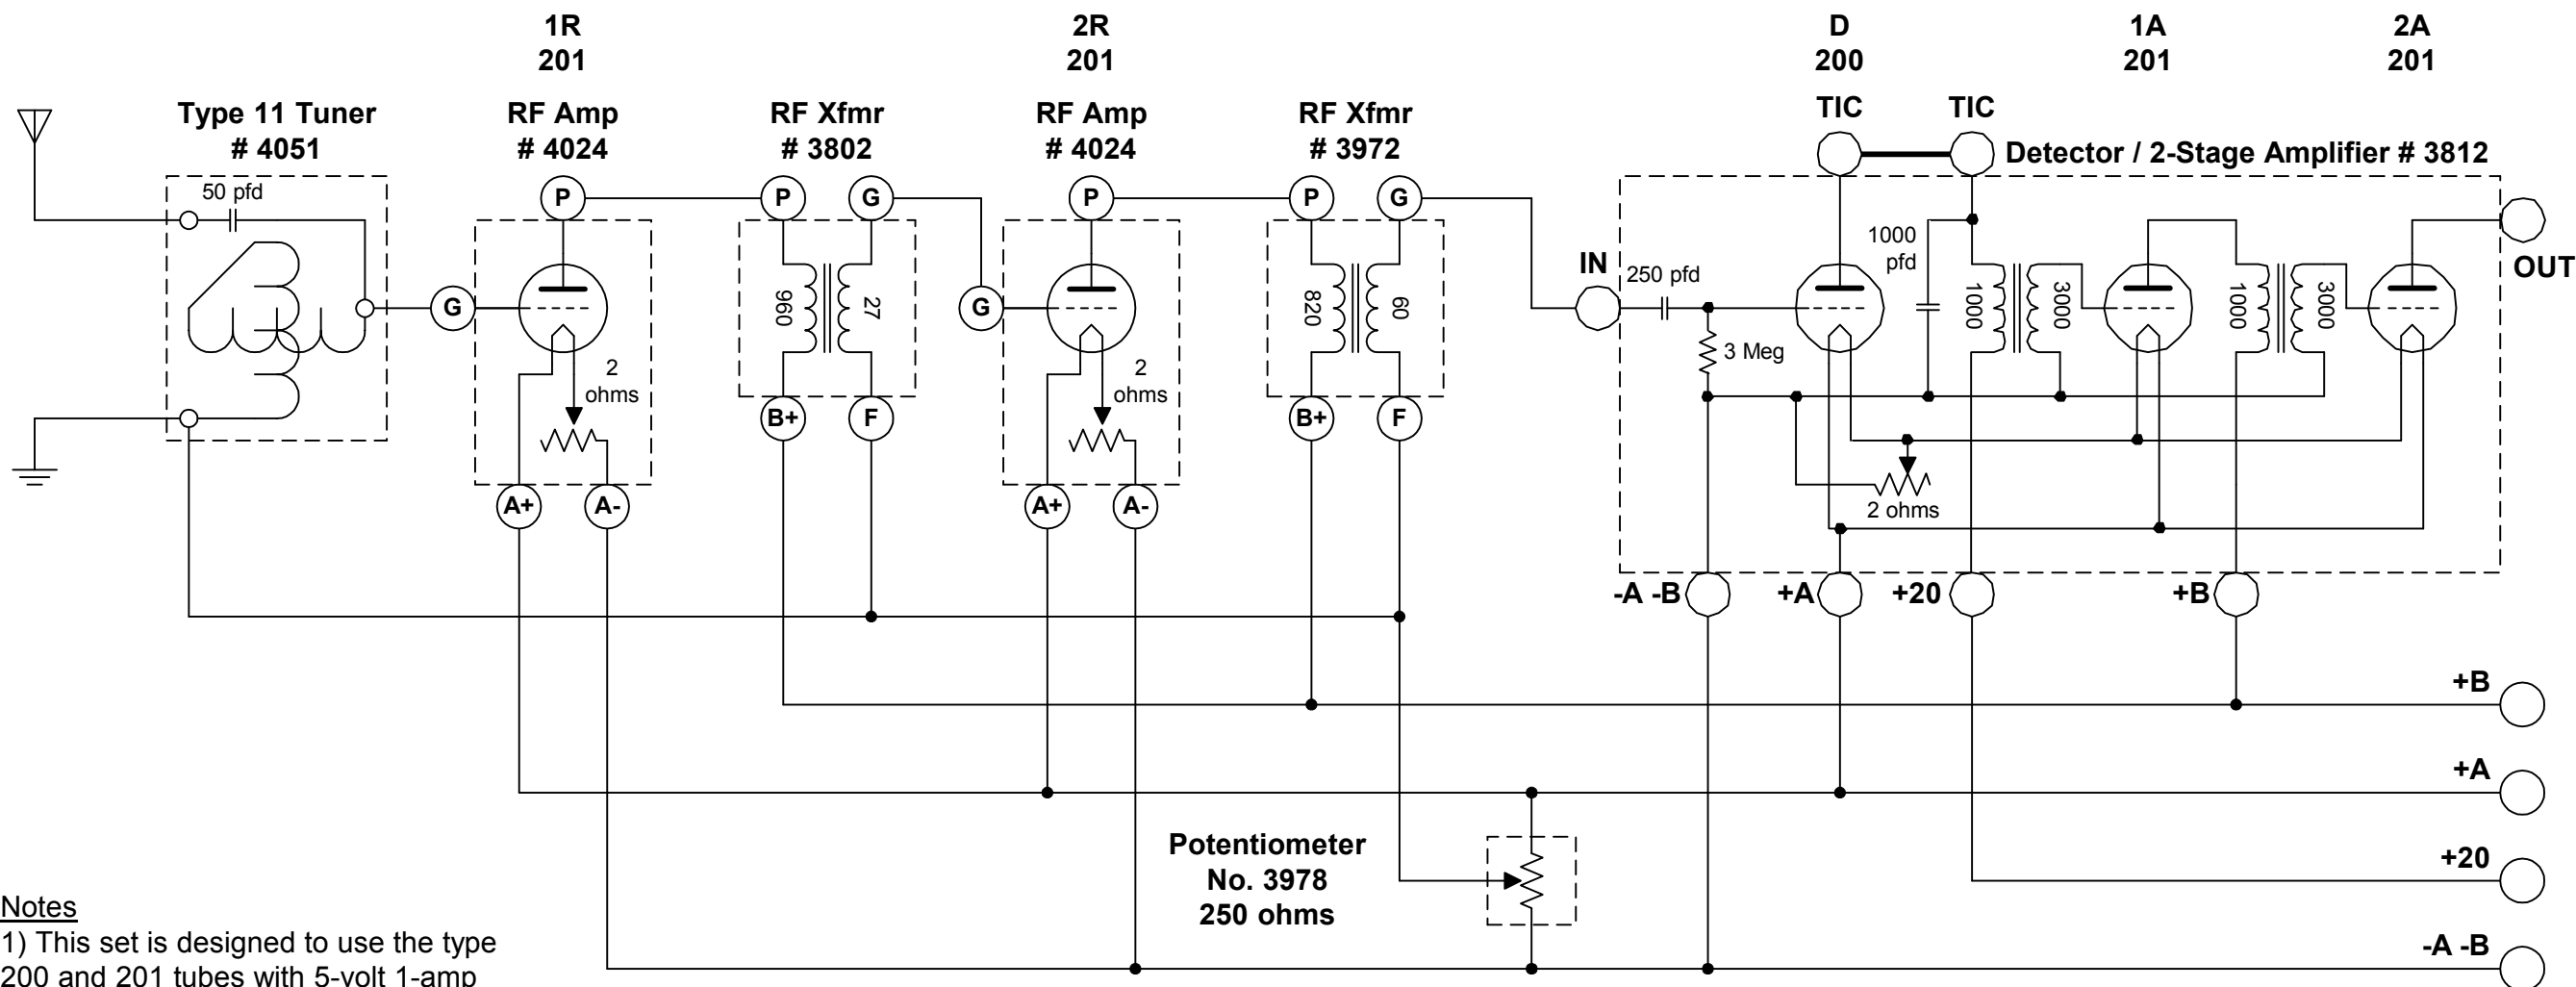 1R
201
2R
201
D
200
1A
201
2A
201
Type 11 Tuner
# 4051
RF Amp
# 4024
RF Xfmr
# 3802
RF Amp
# 4024
RF Xfmr
# 3972
TIC
TIC
Detector / 2-Stage Amplifier # 3812
50 pfd
P
P
G
P
P
G
1000
pfd
OUT
IN
250 pfd
G
960
27
G
820
60
1000
3000
1000
3000
3 Meg
2
ohms
2
ohms
B+
F
B+
F
A+
A-
A+
A-
2 ohms
-A -B
+A
+20
+B
+B
+A
Potentiometer
No. 3978
250 ohms
+20
-A -B
Notes
1) This set is designed to use the type
200 and 201 tubes with 5-volt 1-amp